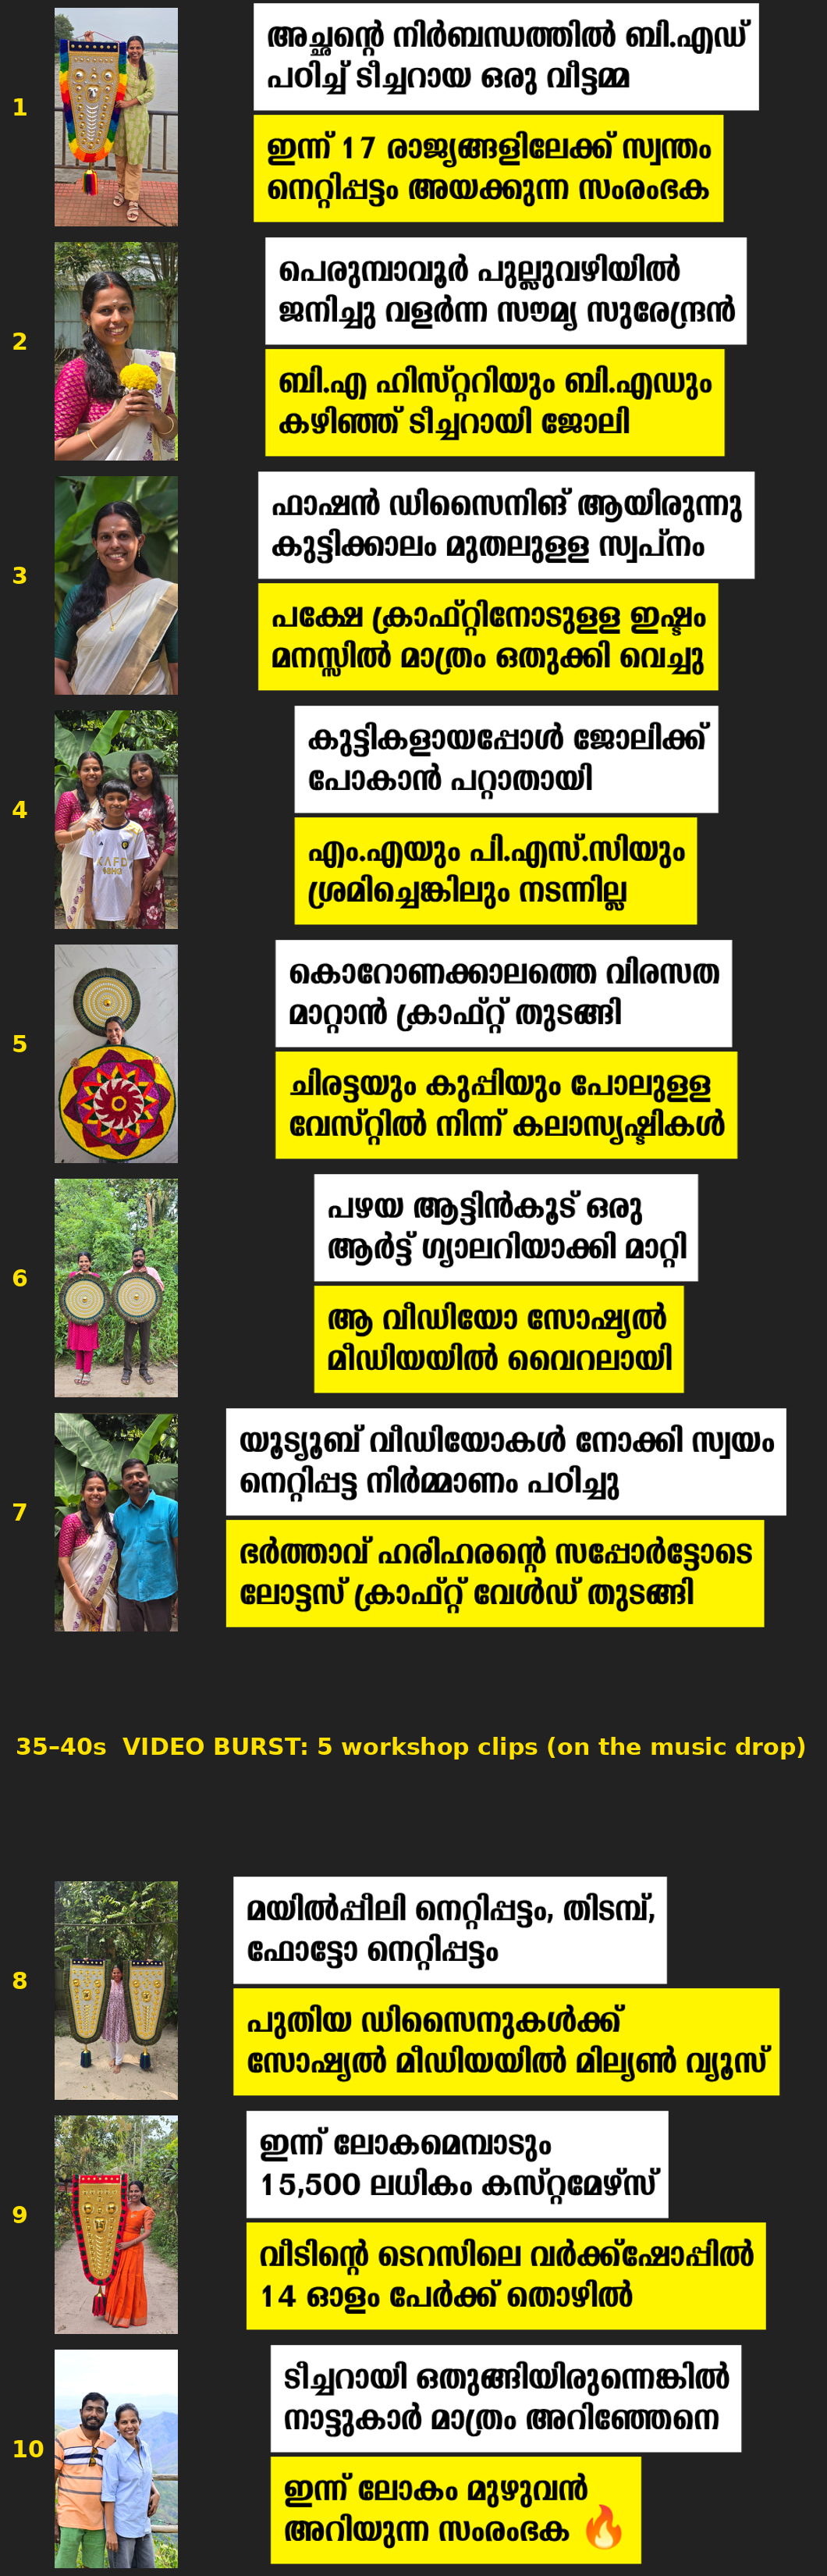 1
അച്ഛന്റെ നിർബന്ധത്തിൽ ബി.എഡ്
പഠിച്ച് ടീച്ചറായ ഒരു വീട്ടമ്മ
ഇന്ന് 17 രാജ്യങ്ങളിലേക്ക് സ്വന്തം
നെറ്റിപ്പട്ടം അയക്കുന്ന സംരംഭക
2
പെരുമ്പാവൂർ പുല്ലുവഴിയിൽ
ജനിച്ചു വളർന്ന സൗമ്യ സുരേന്ദ്രൻ
ബി.എ ഹിസ്റ്ററിയും ബി.എഡും
കഴിഞ്ഞ് ടീച്ചറായി ജോലി
3
ഫാഷൻ ഡിസൈനിങ് ആയിരുന്നു
കുട്ടിക്കാലം മുതലുള്ള സ്വപ്നം
പക്ഷേ ക്രാഫ്റ്റിനോടുള്ള ഇഷ്ടം
മനസ്സിൽ മാത്രം ഒതുക്കി വെച്ചു
4
കുട്ടികളായപ്പോൾ ജോലിക്ക്
പോകാൻ പറ്റാതായി
എം.എയും പി.എസ്.സിയും
ശ്രമിച്ചെങ്കിലും നടന്നില്ല
5
കൊറോണക്കാലത്തെ വിരസത
മാറ്റാൻ ക്രാഫ്റ്റ് തുടങ്ങി
ചിരട്ടയും കുപ്പിയും പോലുള്ള
വേസ്റ്റിൽ നിന്ന് കലാസൃഷ്ടികൾ
6
പഴയ ആട്ടിൻകൂട് ഒരു
ആർട്ട് ഗ്യാലറിയാക്കി മാറ്റി
ആ വീഡിയോ സോഷ്യൽ
മീഡിയയിൽ വൈറലായി
7
യൂട്യൂബ് വീഡിയോകൾ നോക്കി സ്വയം
നെറ്റിപ്പട്ട നിർമ്മാണം പഠിച്ചു
ഭർത്താവ് ഹരിഹരന്റെ സപ്പോർട്ടോടെ
ലോട്ടസ് ക്രാഫ്റ്റ് വേൾഡ് തുടങ്ങി
35–40s VIDEO BURST: 5 workshop clips (on the music drop)
8
മയിൽപ്പീലി നെറ്റിപ്പട്ടം, തിടമ്പ്,
ഫോട്ടോ നെറ്റിപ്പട്ടം
പുതിയ ഡിസൈനുകൾക്ക്
സോഷ്യൽ മീഡിയയിൽ മില്യൺ വ്യൂസ്
9
ഇന്ന് ലോകമെമ്പാടും
15,500 ലധികം കസ്റ്റമേഴ്സ്
വീടിന്റെ ടെറസിലെ വർക്ക്ഷോപ്പിൽ
14 ഓളം പേർക്ക് തൊഴിൽ
10
ടീച്ചറായി ഒതുങ്ങിയിരുന്നെങ്കിൽ
നാട്ടുകാർ മാത്രം അറിഞ്ഞേനെ
ഇന്ന് ലോകം മുഴുവൻ
അറിയുന്ന സംരംഭക 🔥